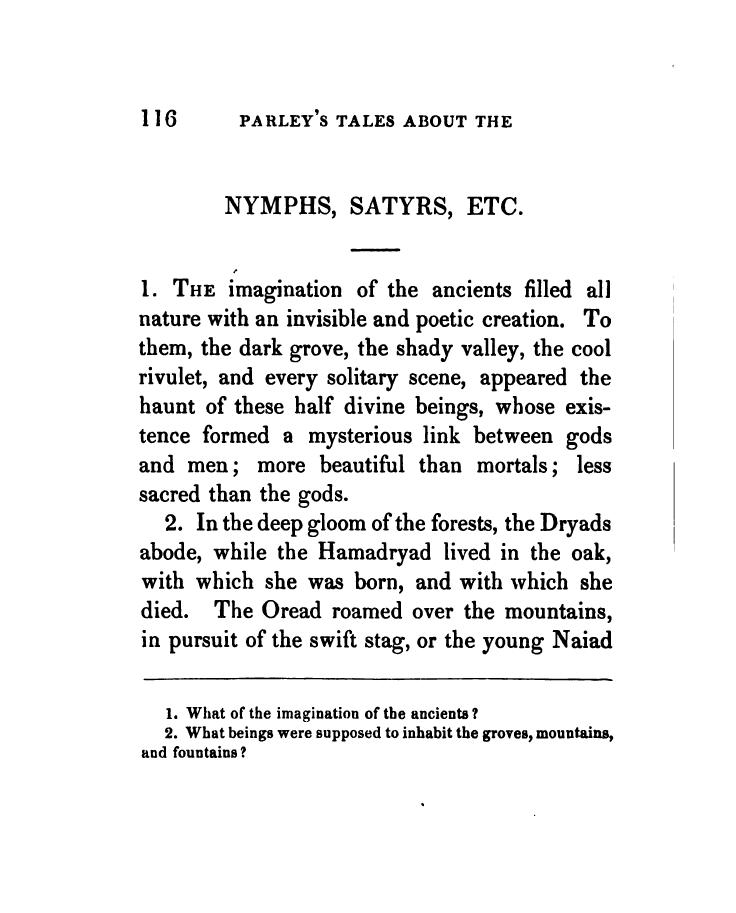 116 PARLEY'S TALES ABOUT THE
NYMPHS, SATYRS, ETC.
1. THE imagination of the ancients filled all
nature with an invisible and poetic creation. To
them, the dark grove, the shady valley, the cool
rivulet, and every solitary scene, appeared the
haunt of these half divine beings, whose exis-
tence formed a mysterious link between gods
and men; more beautiful than mortals; less
sacred than the gods.
2. In the deep gloom of the forests, the Dryads
abode, while the Hamadryad lived in the oak,
with which she was born, and with which she
died. The Oread roamed over the mountains,
in pursuit of the swift stag, or the young Naiad
1. What of the imagination of the ancients?
2. What beings were supposed to inhabit the groves, mountains,
and fountains?